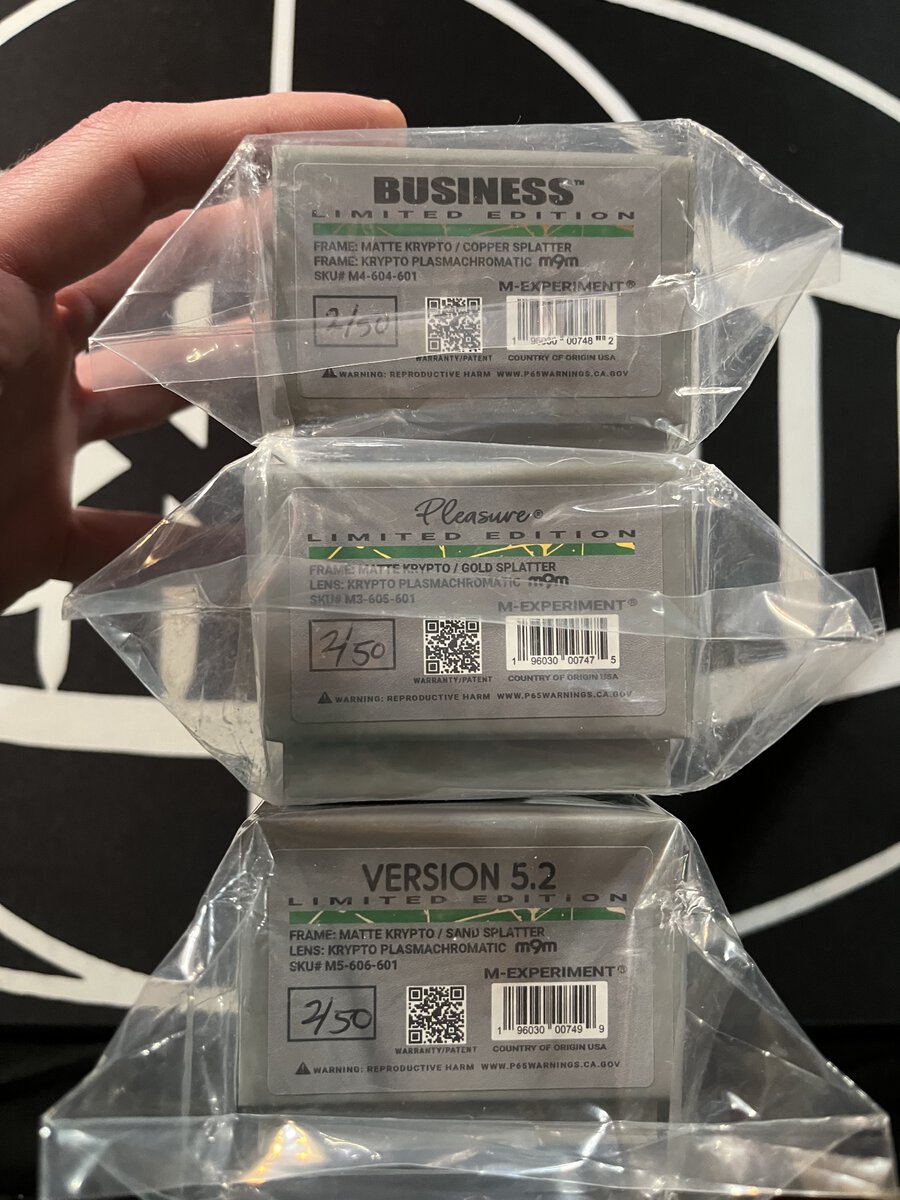 BUSINESS™
LIMITED EDITION
FRAME: MATTE KRYPTO / COPPER SPLATTER
FRAME: KRYPTO PLASMACHROMATIC m9m
SKU# M4-604-601
M-EXPERIMENT®
2/50
1 96030 00748 2
WARRANTY/PATENT COUNTRY OF ORIGIN USA
WARNING: REPRODUCTIVE HARM WWW.P65WARNINGS.CA.GOV
Pleasure®
LIMITED EDITION
FRAME: MATTE KRYPTO / GOLD SPLATTER
LENS: KRYPTO PLASMACHROMATIC m9m
SKU# M3-605-601
M-EXPERIMENT®
2/50
1 96030 00747 5
WARRANTY/PATENT COUNTRY OF ORIGIN USA
WARNING: REPRODUCTIVE HARM WWW.P65WARNINGS.CA.GOV
VERSION 5.2
LIMITED EDITION
FRAME: MATTE KRYPTO / SAND SPLATTER
LENS: KRYPTO PLASMACHROMATIC m9m
SKU# M5-606-601
M-EXPERIMENT®
2/50
1 96030 00749 9
WARRANTY/PATENT COUNTRY OF ORIGIN USA
WARNING: REPRODUCTIVE HARM WWW.P65WARNINGS.CA.GOV